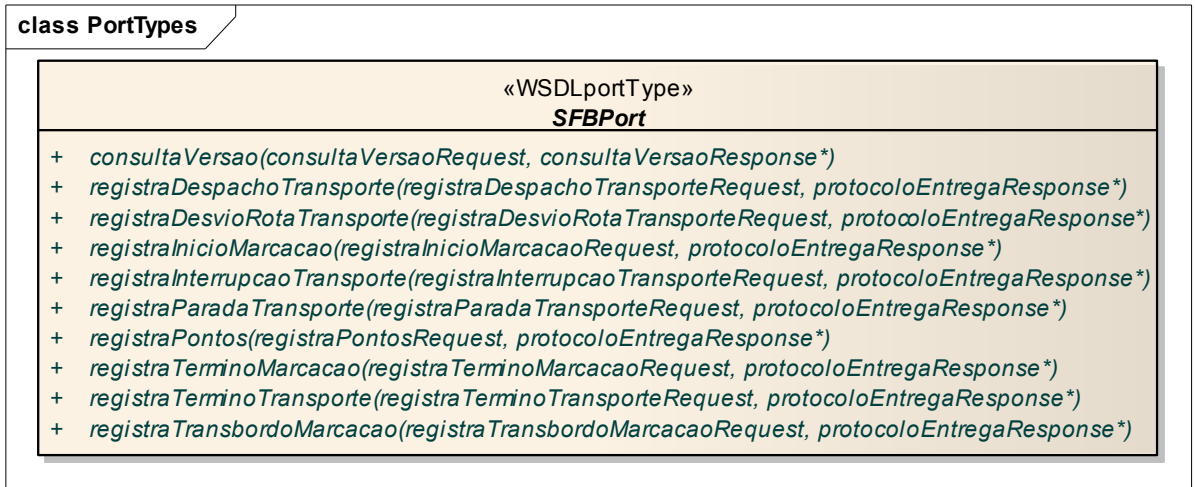 class PortTypes
«WSDLportType»
SFBPort
+ consultaVersao(consultaVersaoRequest, consultaVersaoResponse*)
+ registraDespachoTransporte(registraDespachoTransporteRequest, protocoloEntregaResponse*)
+ registraDesvioRotaTransporte(registraDesvioRotaTransporteRequest, protocoloEntregaResponse*)
+ registraInicioMarcacao(registraInicioMarcacaoRequest, protocoloEntregaResponse*)
+ registraInterrupcaoTransporte(registraInterrupcaoTransporteRequest, protocoloEntregaResponse*)
+ registraParadaTransporte(registraParadaTransporteRequest, protocoloEntregaResponse*)
+ registraPontos(registraPontosRequest, protocoloEntregaResponse*)
+ registraTerminoMarcacao(registraTerminoMarcacaoRequest, protocoloEntregaResponse*)
+ registraTerminoTransporte(registraTerminoTransporteRequest, protocoloEntregaResponse*)
+ registraTransbordoMarcacao(registraTransbordoMarcacaoRequest, protocoloEntregaResponse*)